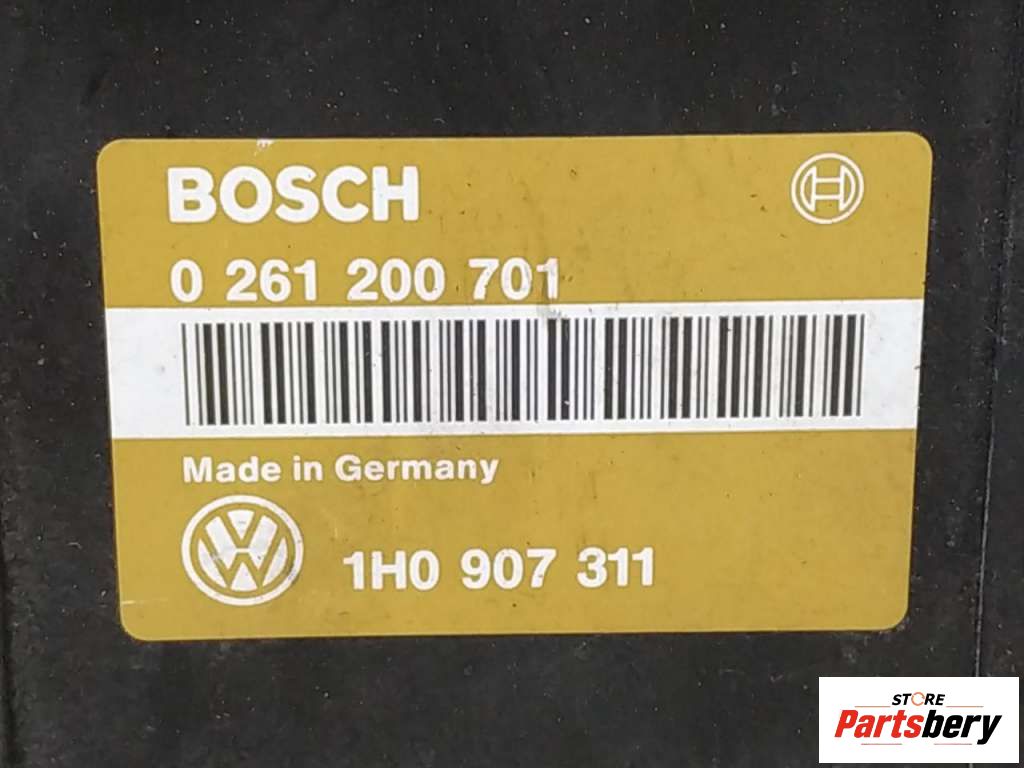 BOSCH
0 261 200 701
Made in Germany
1H0 907 311
STORE
Partsbery